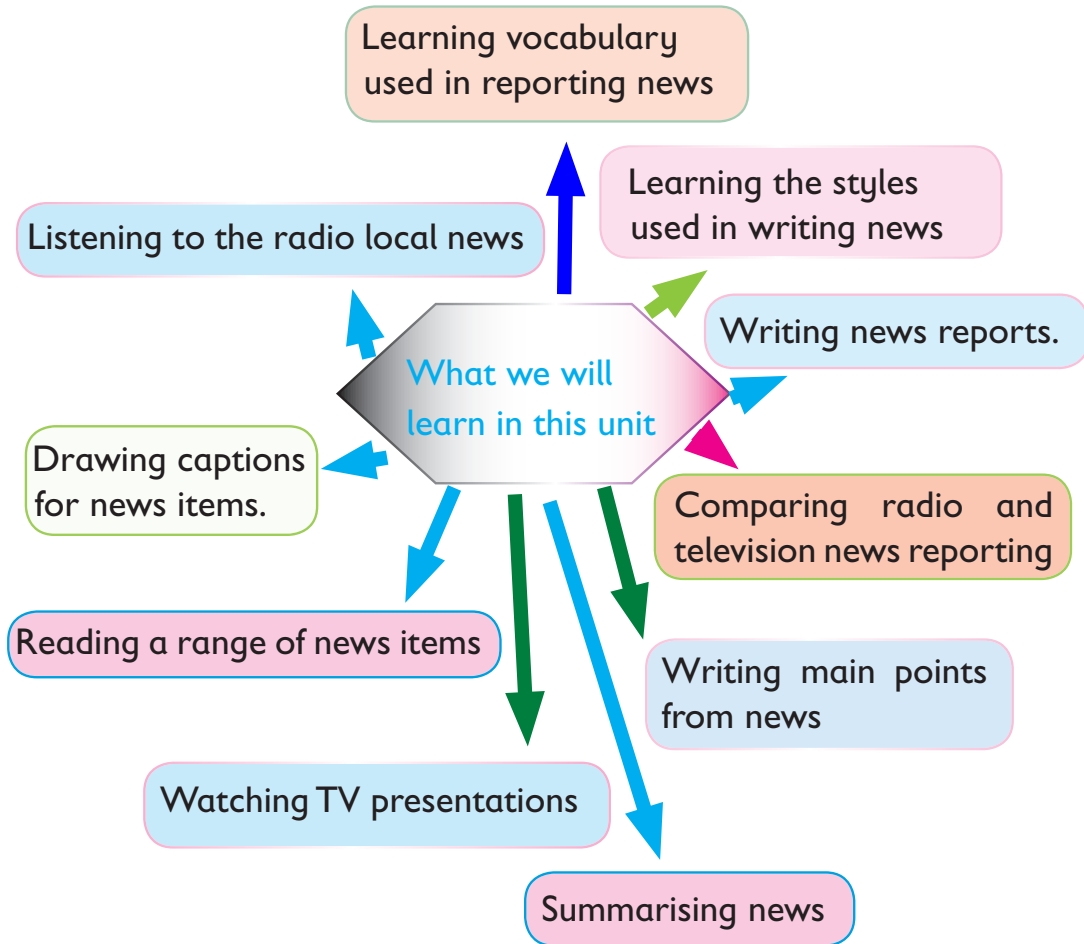 Learning vocabulary
used in reporting news
Learning the styles
used in writing news
Listening to the radio local news
Writing news reports.
What we will
learn in this unit
Drawing captions
for news items.
Comparing radio and
television news reporting
Reading a range of news items
Writing main points
from news
Watching TV presentations
Summarising news